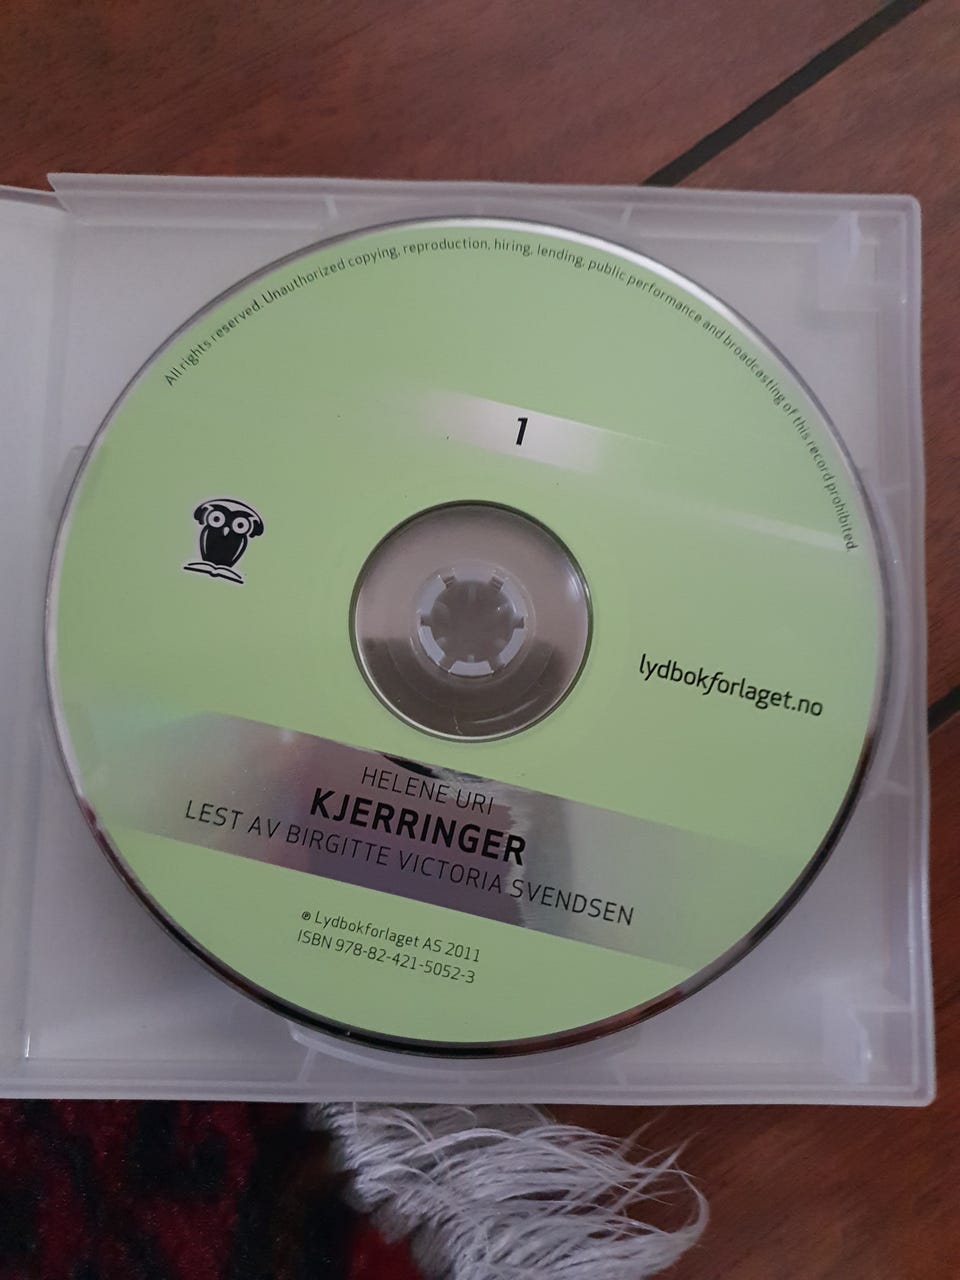 All rights reserved. Unauthorized copying, reproduction, hiring, lending, public performance and broadcasting of this record prohibited.
1
lydbokforlaget.no
HELENE URI
KJERRINGER
LEST AV BIRGITTE VICTORIA SVENDSEN
℗ Lydbokforlaget AS 2011
ISBN 978-82-421-5052-3